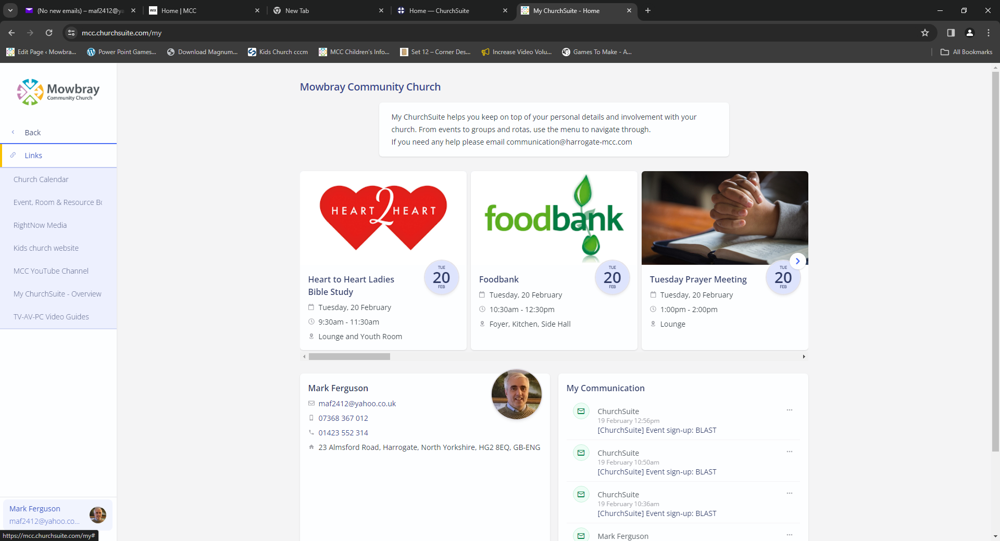 (No new emails) – maf2412@ya
Home | MCC
New Tab
Home — ChurchSuite
My ChurchSuite - Home
mcc.churchsuite.com/my
Edit Page ‹ Mowbra...
Power Point Games...
Download Magnum...
Kids Church cccm
MCC Children's Info...
Set 12 – Corner Des...
Increase Video Volu...
Games To Make - A...
All Bookmarks
Mowbray
Community Church
Back
Links
Church Calendar
Event, Room & Resource Bo
RightNow Media
Kids church website
MCC YouTube Channel
My ChurchSuite - Overview
TV-AV-PC Video Guides
Mark Ferguson
maf2412@yahoo.co...
https://mcc.churchsuite.com/my#
Mowbray Community Church
My ChurchSuite helps you keep on top of your personal details and involvement with your
church. From events to groups and rotas, use the menu to navigate through.
If you need any help please email communication@harrogate-mcc.com
HEART 2 HEART
TUE
20
FEB
Heart to Heart Ladies
Bible Study
Tuesday, 20 February
9:30am - 11:30am
Lounge and Youth Room
foodbank
TUE
20
FEB
Foodbank
Tuesday, 20 February
10:30am - 12:30pm
Foyer, Kitchen, Side Hall
TUE
20
FEB
Tuesday Prayer Meeting
Tuesday, 20 February
1:00pm - 2:00pm
Lounge
Mark Ferguson
maf2412@yahoo.co.uk
07368 367 012
01423 552 314
23 Almsford Road, Harrogate, North Yorkshire, HG2 8EQ, GB-ENG
My Communication
ChurchSuite
19 February 12:56pm
[ChurchSuite] Event sign-up: BLAST
ChurchSuite
19 February 10:50am
[ChurchSuite] Event sign-up: BLAST
ChurchSuite
19 February 10:36am
[ChurchSuite] Event sign-up: BLAST
Mark Ferguson